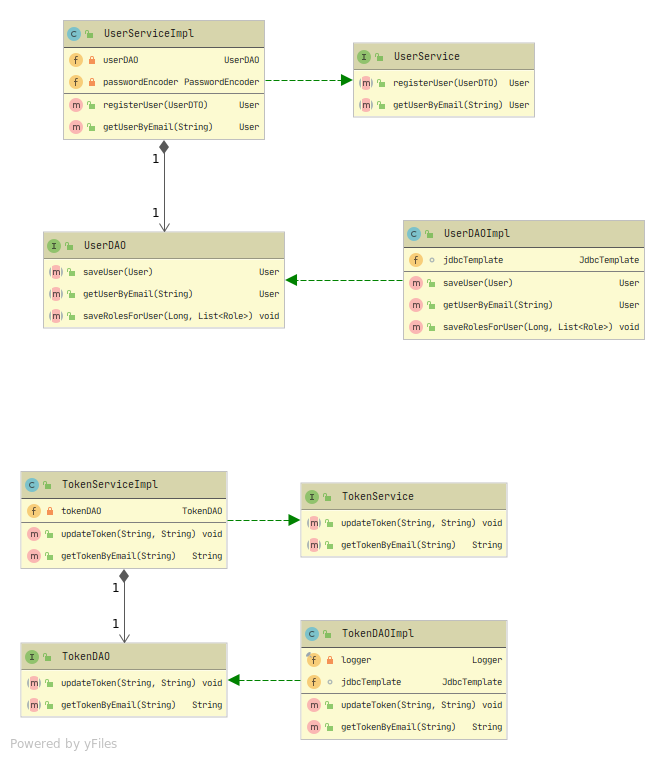 UserServiceImpl
userDAO UserDAO
passwordEncoder PasswordEncoder
registerUser(UserDTO) User
getUserByEmail(String) User
UserService
registerUser(UserDTO) User
getUserByEmail(String) User
1
1
UserDAO
saveUser(User) User
getUserByEmail(String) User
saveRolesForUser(Long, List<Role>) void
UserDAOImpl
jdbcTemplate JdbcTemplate
saveUser(User) User
getUserByEmail(String) User
saveRolesForUser(Long, List<Role>) void
TokenServiceImpl
tokenDAO TokenDAO
updateToken(String, String) void
getTokenByEmail(String) String
TokenService
updateToken(String, String) void
getTokenByEmail(String) String
1
1
TokenDAO
updateToken(String, String) void
getTokenByEmail(String) String
TokenDAOImpl
logger Logger
jdbcTemplate JdbcTemplate
updateToken(String, String) void
getTokenByEmail(String) String
Powered by yFiles